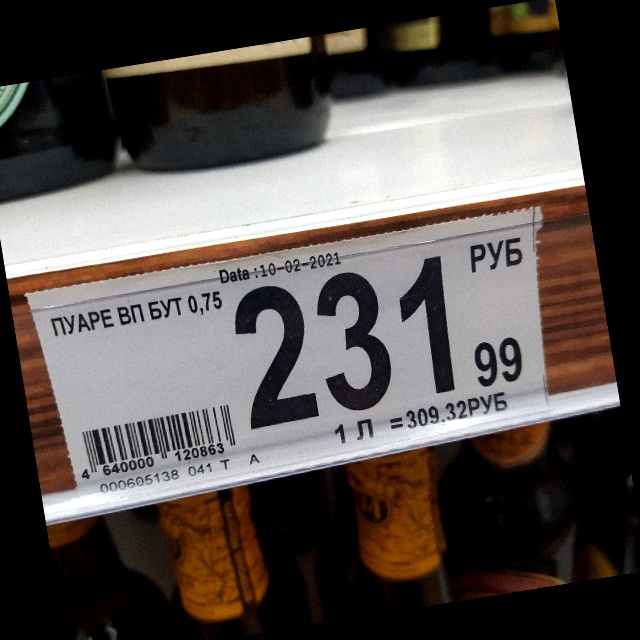 Data :10-02-2021
ПУАРЕ ВП БУТ 0,75
231 99 РУБ
1 Л =309.32РУБ
4 640000 120863
000605138 041 Т А